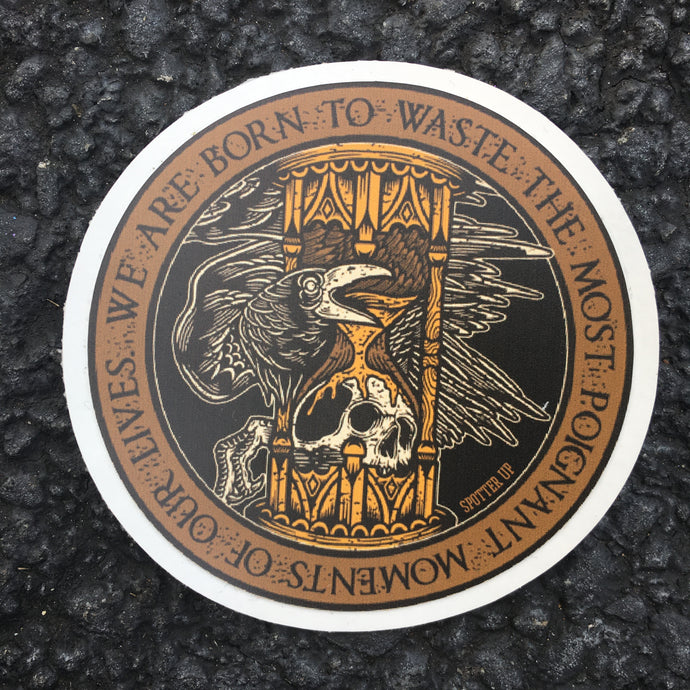 WE ARE BORN TO WASTE THE MOST POIGNANT MOMENTS OF OUR LIVES
SPOTTER UP